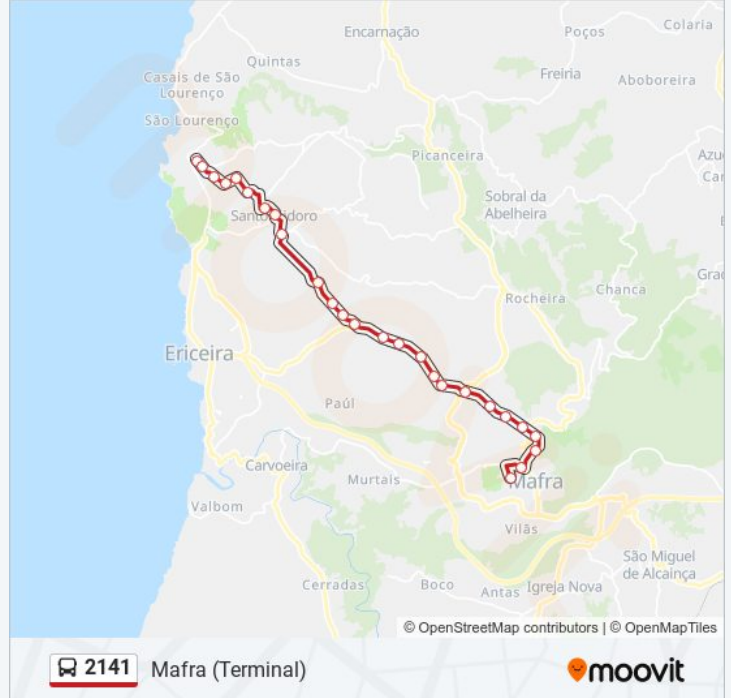 Encarnação
Poços
Colaria
Quintas
Casais de São
Lourenço
Freiria
Aboboreira
São Lourenço
Picanceira
Azu
Car
Sobral da
Abelheira
Rocheira
Chanca
Gra
Ericeira
Paúl
Carvoeira
Murtais
Mafra
Valbom
Vilãs
São Miguel
de Alcainça
Cerradas
Boco
Antas
Igreja Nova
© OpenStreetMap contributors | © OpenMapTiles
2141 Mafra (Terminal)
moovit